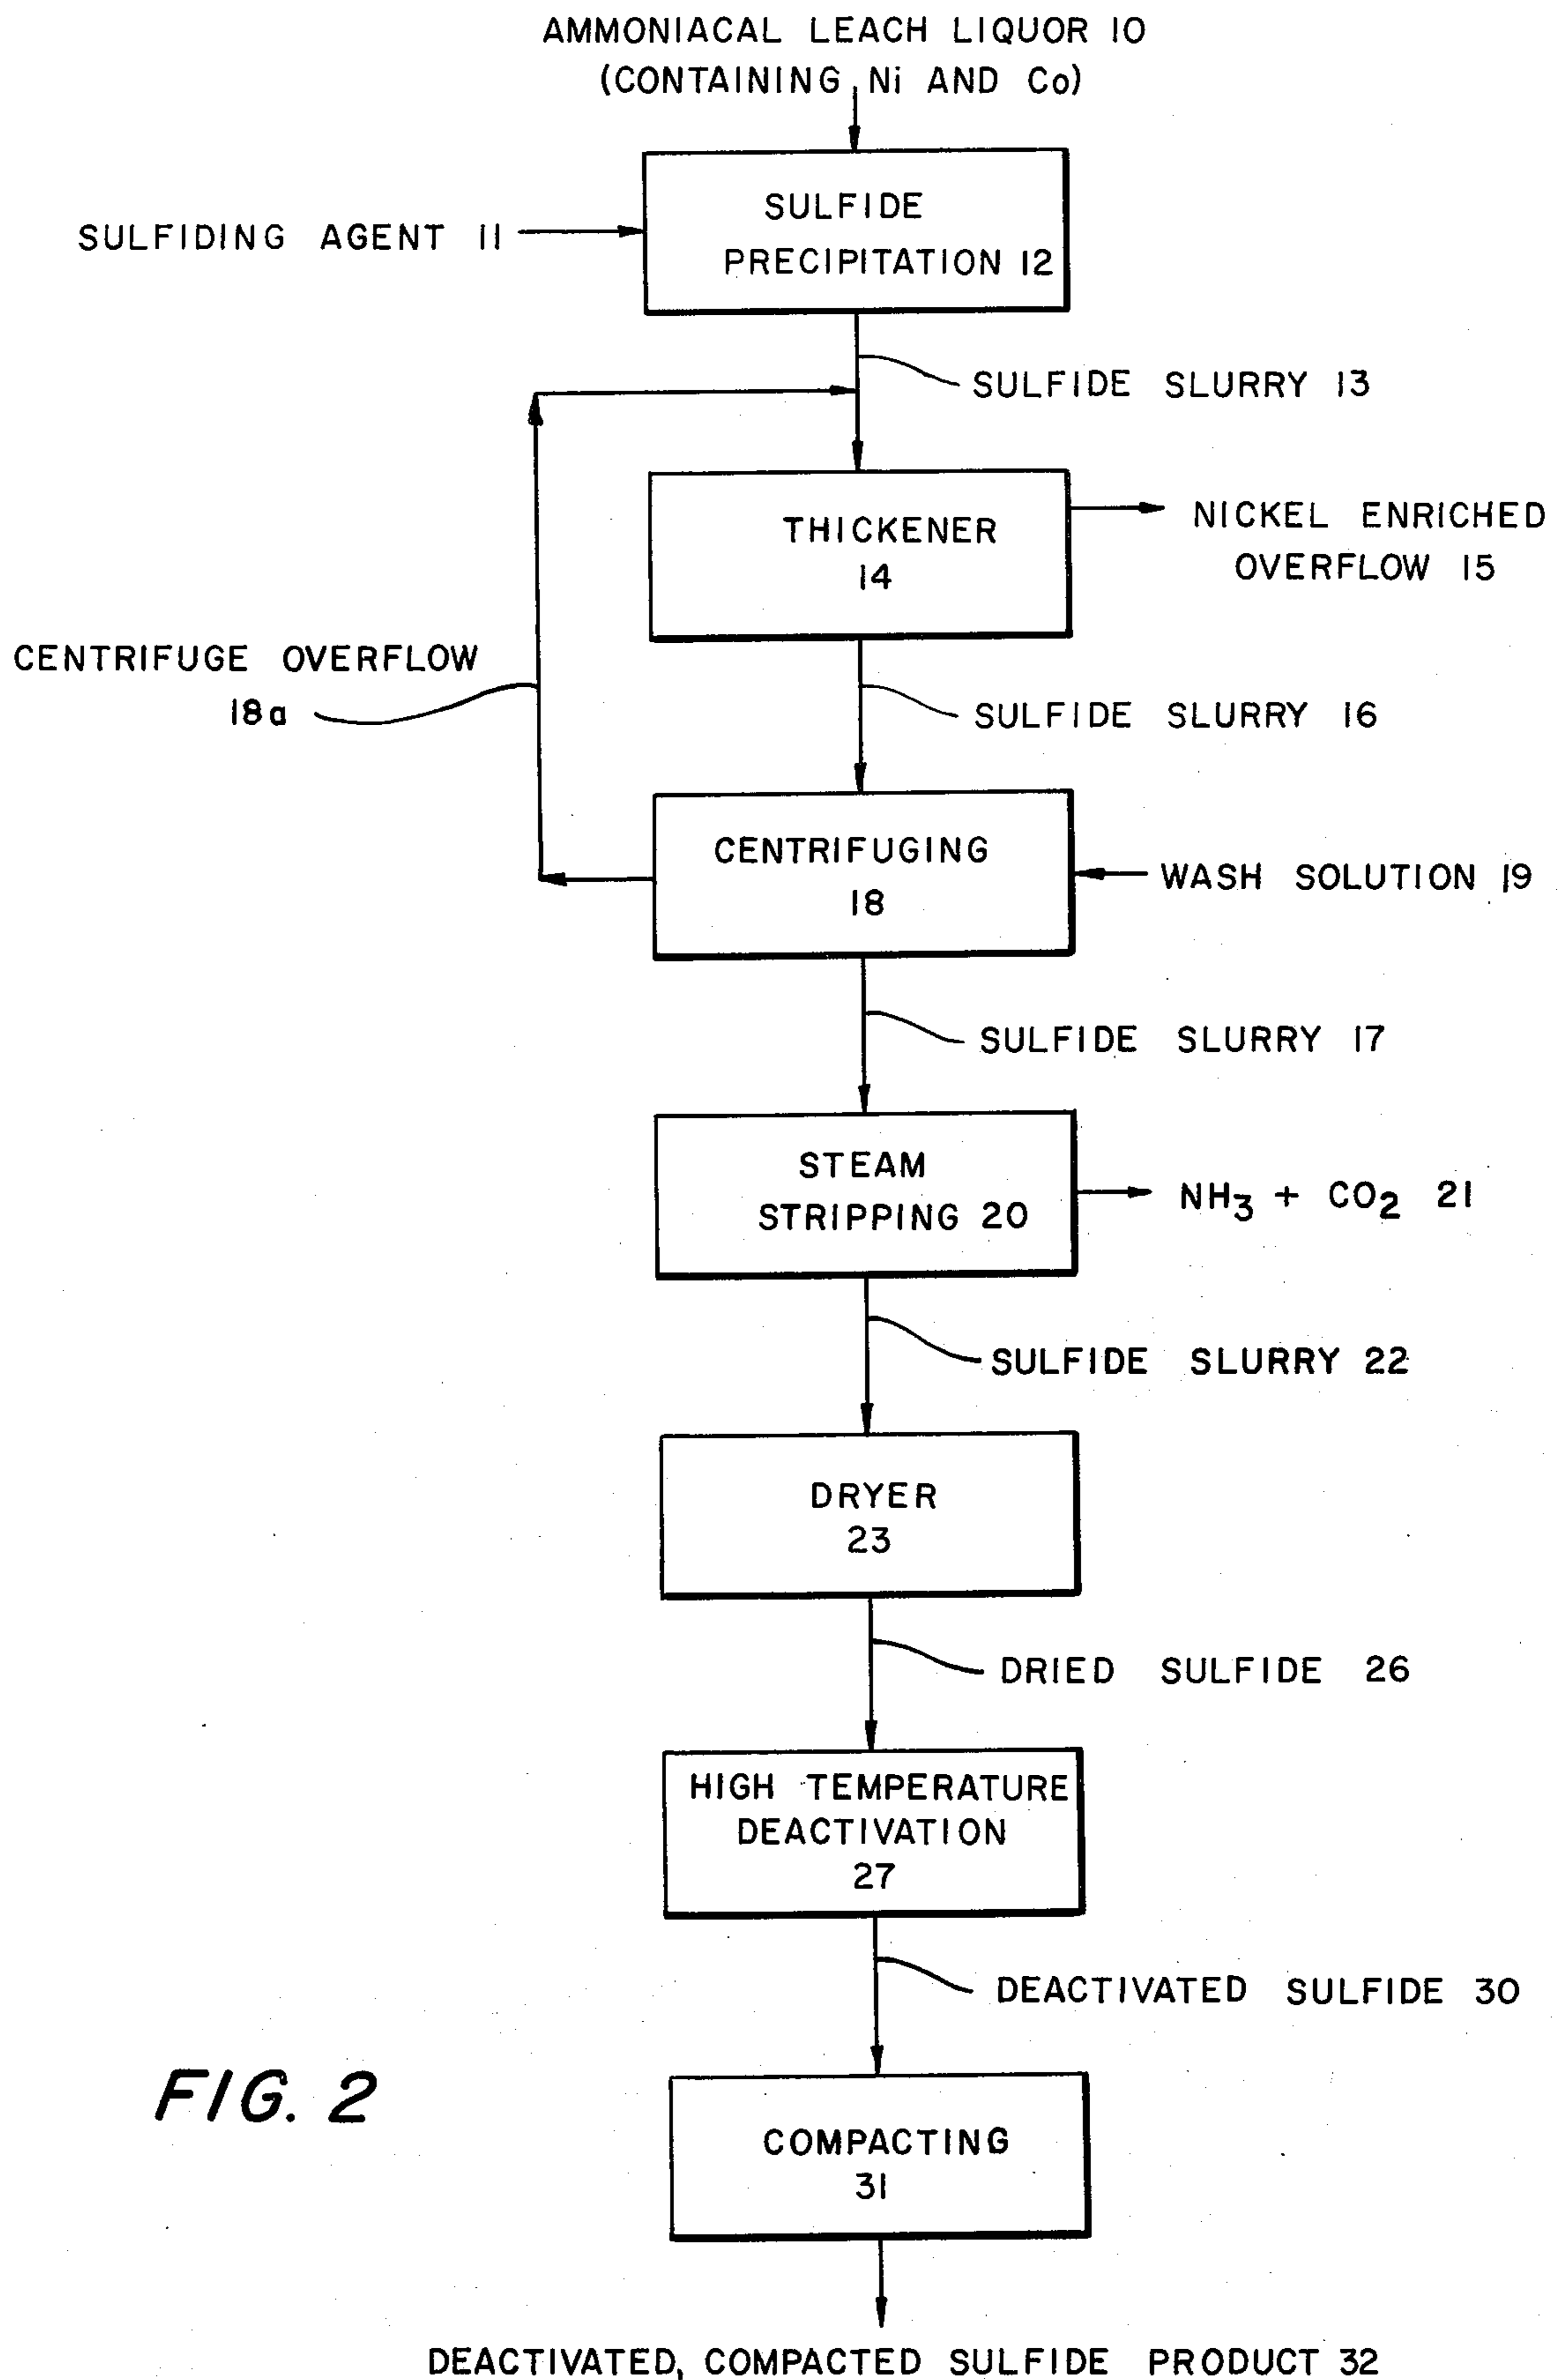 AMMONIACAL LEACH LIQUOR 10
(CONTAINING Ni AND Co)
SULFIDING AGENT 11
SULFIDE
PRECIPITATION 12
SULFIDE SLURRY 13
THICKENER
14
NICKEL ENRICHED
OVERFLOW 15
CENTRIFUGE OVERFLOW
18a
SULFIDE SLURRY 16
CENTRIFUGING
18
WASH SOLUTION 19
SULFIDE SLURRY 17
STEAM
STRIPPING 20
NH3 + CO2 21
SULFIDE SLURRY 22
DRYER
23
DRIED SULFIDE 26
HIGH TEMPERATURE
DEACTIVATION
27
DEACTIVATED SULFIDE 30
FIG. 2
COMPACTING
31
DEACTIVATED, COMPACTED SULFIDE PRODUCT 32